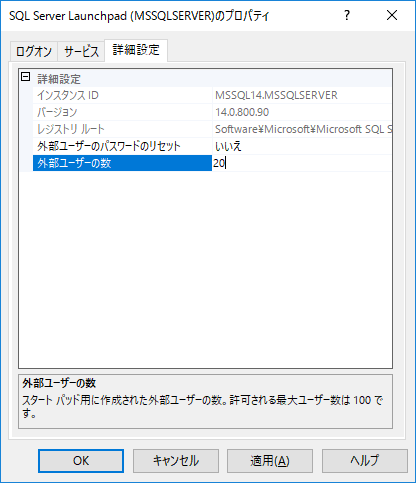 SQL Server Launchpad (MSSQLSERVER)のプロパティ
ログオン サービス 詳細設定
詳細設定
インスタンス ID MSSQL14.MSSQLSERVER
バージョン 14.0.800.90
レジストリ ルート Software¥Microsoft¥Microsoft SQL S
外部ユーザーのパスワードのリセット いいえ
外部ユーザーの数 20
外部ユーザーの数
スタート パッド用に作成された外部ユーザーの数。許可される最大ユーザー数は 100 で
す。
OK キャンセル 適用(A) ヘルプ